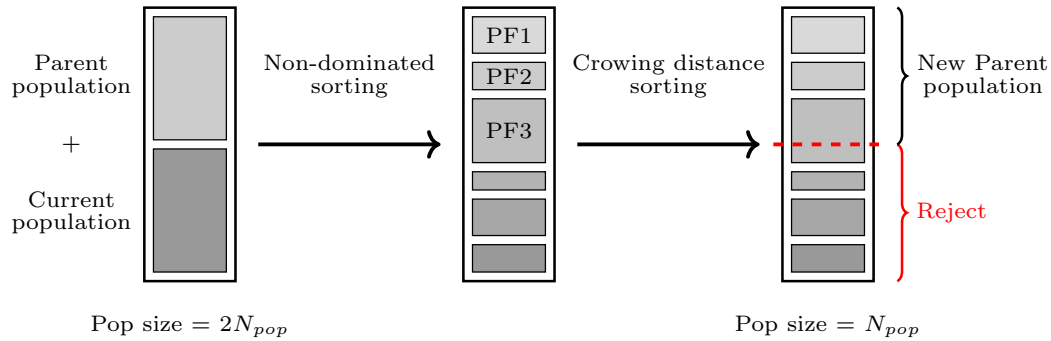 Parent
population
+
Current
population
Pop size = 2N_pop
Non-dominated
sorting
PF1
PF2
PF3
Crowing distance
sorting
New Parent
population
Reject
Pop size = N_pop